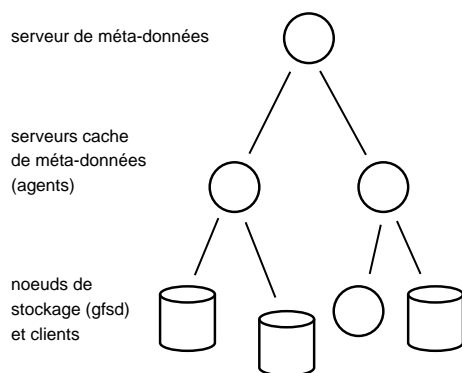 serveur de méta-données
serveurs cache
de méta-données
(agents)
noeuds de
stockage (gfsd)
et clients